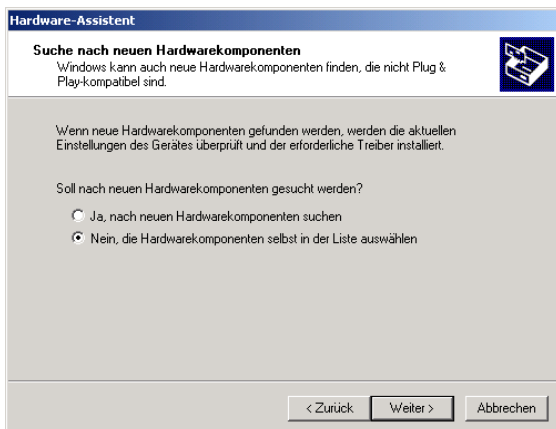 Hardware-Assistent
Suche nach neuen Hardwarekomponenten
Windows kann auch neue Hardwarekomponenten finden, die nicht Plug &
Play-kompatibel sind.
Wenn neue Hardwarekomponenten gefunden werden, werden die aktuellen
Einstellungen des Gerätes überprüft und der erforderliche Treiber installiert.
Soll nach neuen Hardwarekomponenten gesucht werden?
Ja, nach neuen Hardwarekomponenten suchen
Nein, die Hardwarekomponenten selbst in der Liste auswählen
< Zurück Weiter > Abbrechen